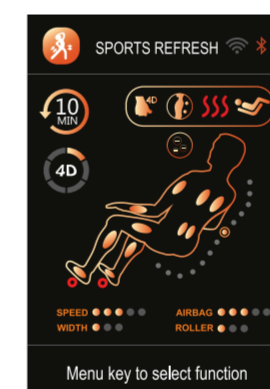 SPORTS REFRESH
10
MIN
4D
4D
SPEED
AIRBAG
WIDTH
ROLLER
Menu key to select function